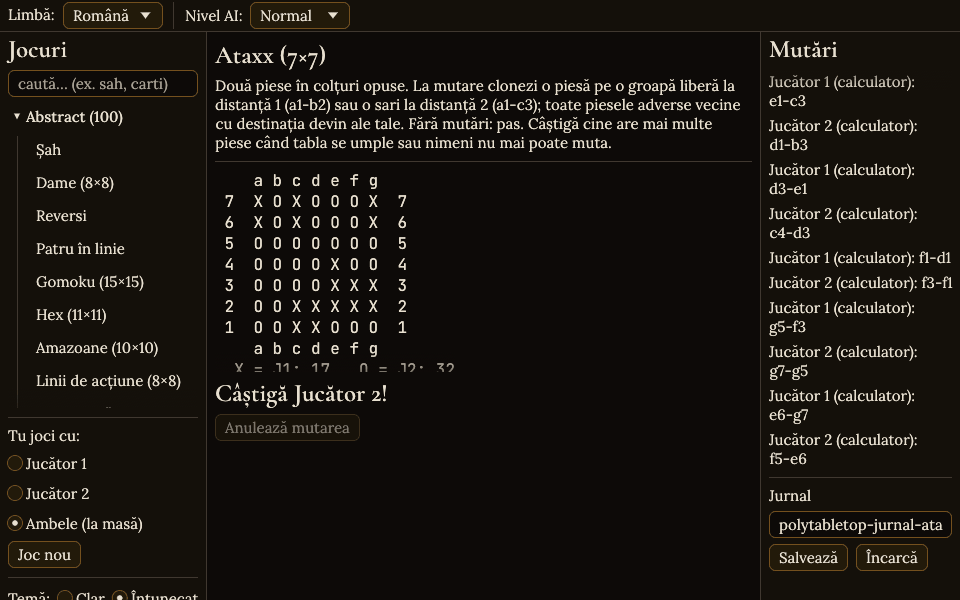 Limbă: Română Nivel AI: Normal
Jocuri
caută... (ex. sah, carti)
Abstract (100)
Șah
Dame (8×8)
Reversi
Patru în linie
Gomoku (15×15)
Hex (11×11)
Amazoane (10×10)
Linii de acțiune (8×8)
Tu joci cu:
Jucător 1
Jucător 2
Ambele (la masă)
Joc nou
Temă: Clar Întunecat
Ataxx (7×7)
Două piese în colțuri opuse. La mutare clonezi o piesă pe o groapă liberă la
distanță 1 (a1-b2) sau o sari la distanță 2 (a1-c3); toate piesele adverse vecine
cu destinația devin ale tale. Fără mutări: pas. Câștigă cine are mai multe
piese când tabla se umple sau nimeni nu mai poate muta.
a b c d e f g
7 X O X O O O X 7
6 X O X O O O X 6
5 O O O O O O O 5
4 O O O O X O O 4
3 O O O O X X X 3
2 O O X X X X X 2
1 O O X X O O O 1
a b c d e f g
X = J1: 17 O = J2: 32
Câștigă Jucător 2!
Anulează mutarea
Mutări
Jucător 1 (calculator):
e1-c3
Jucător 2 (calculator):
d1-b3
Jucător 1 (calculator):
d3-e1
Jucător 2 (calculator):
c4-d3
Jucător 1 (calculator): f1-d1
Jucător 2 (calculator): f3-f1
Jucător 1 (calculator):
g5-f3
Jucător 2 (calculator):
g7-g5
Jucător 1 (calculator):
e6-g7
Jucător 2 (calculator):
f5-e6
Jurnal
polytabletop-jurnal-ata
Salvează Încarcă